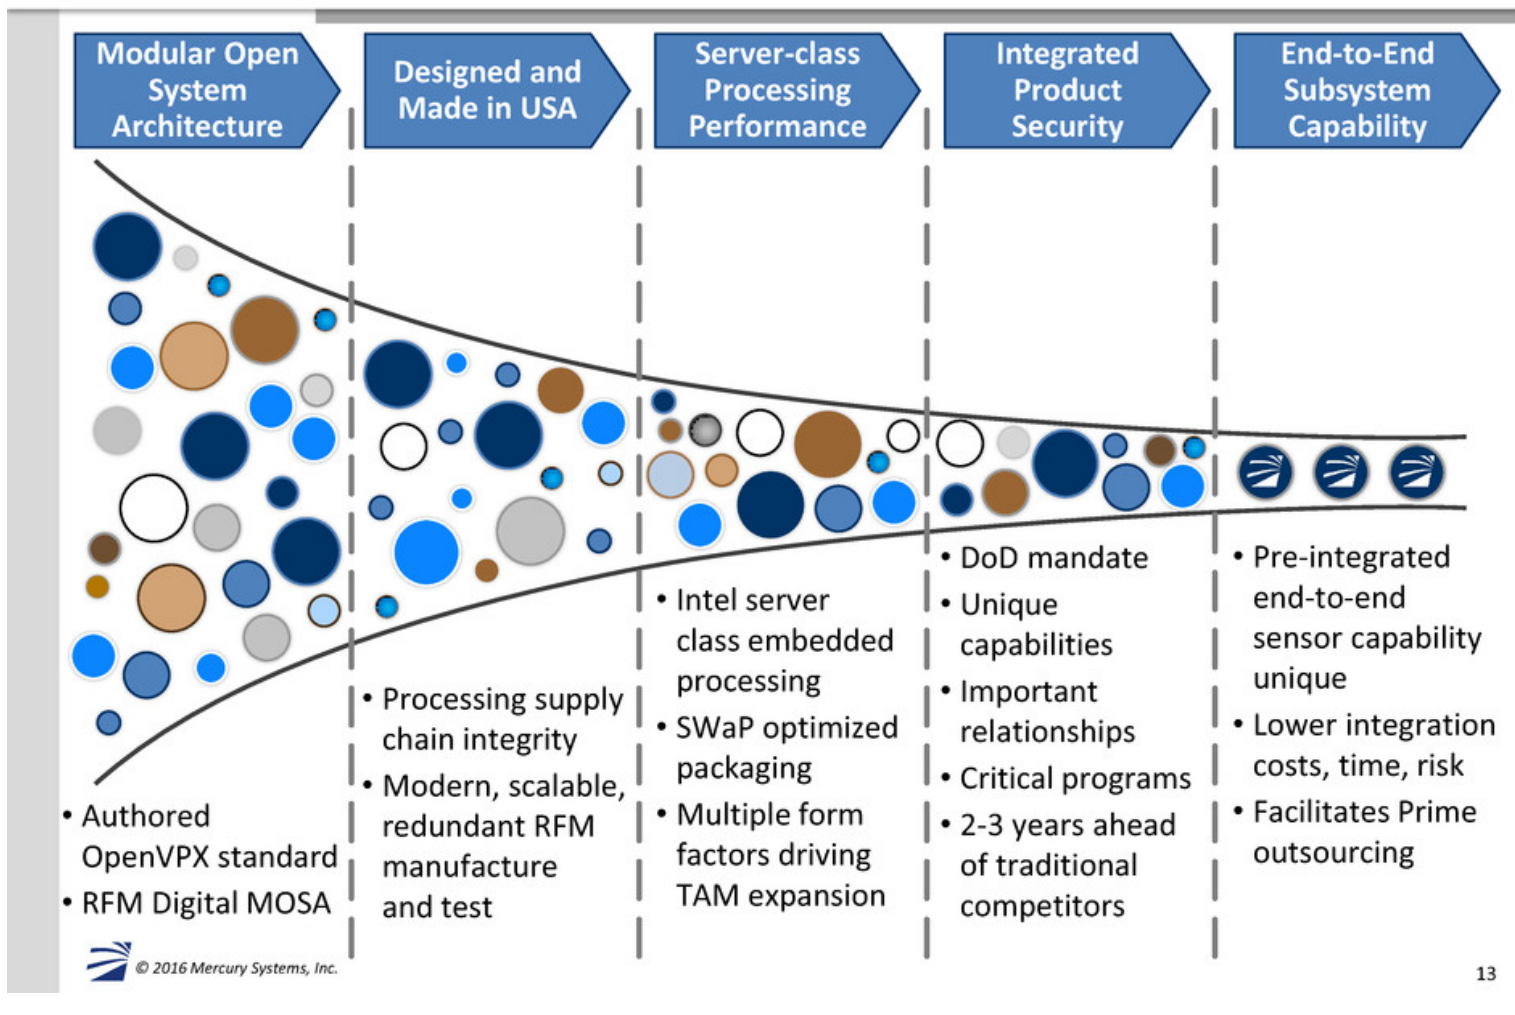 Modular Open
System
Architecture
Designed and
Made in USA
Server-class
Processing
Performance
Integrated
Product
Security
End-to-End
Subsystem
Capability
• Authored
OpenVPX standard
• RFM Digital MOSA
• Processing supply
chain integrity
• Modern, scalable,
redundant RFM
manufacture
and test
• Intel server
class embedded
processing
• SWaP optimized
packaging
• Multiple form
factors driving
TAM expansion
• DoD mandate
• Unique
capabilities
• Important
relationships
• Critical programs
• 2-3 years ahead
of traditional
competitors
• Pre-integrated
end-to-end
sensor capability
unique
• Lower integration
costs, time, risk
• Facilitates Prime
outsourcing
© 2016 Mercury Systems, Inc.
13